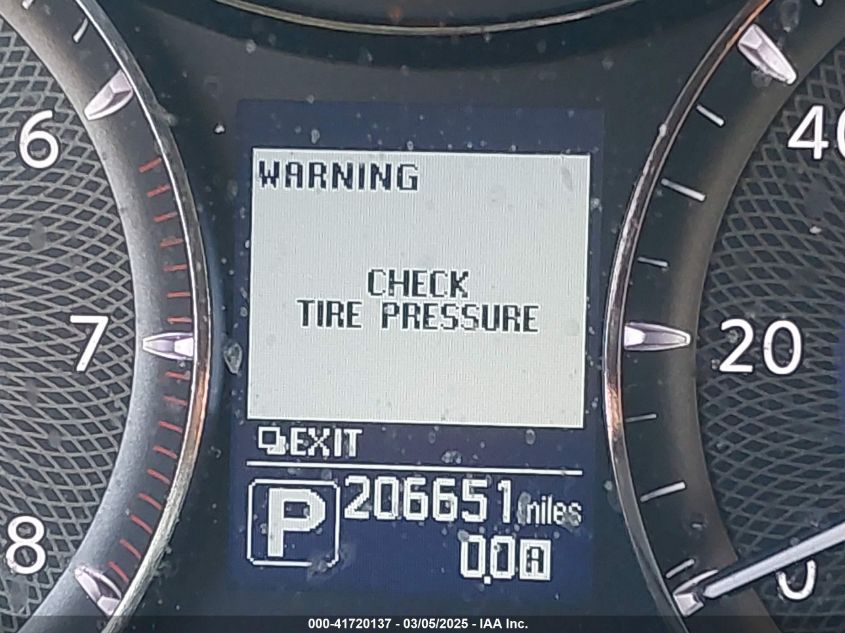 WARNING
CHECK
TIRE PRESSURE
EXIT
P 206651 miles
0.0 A
6
7
8
40
20
0
000-41720137 - 03/05/2025 - IAA Inc.